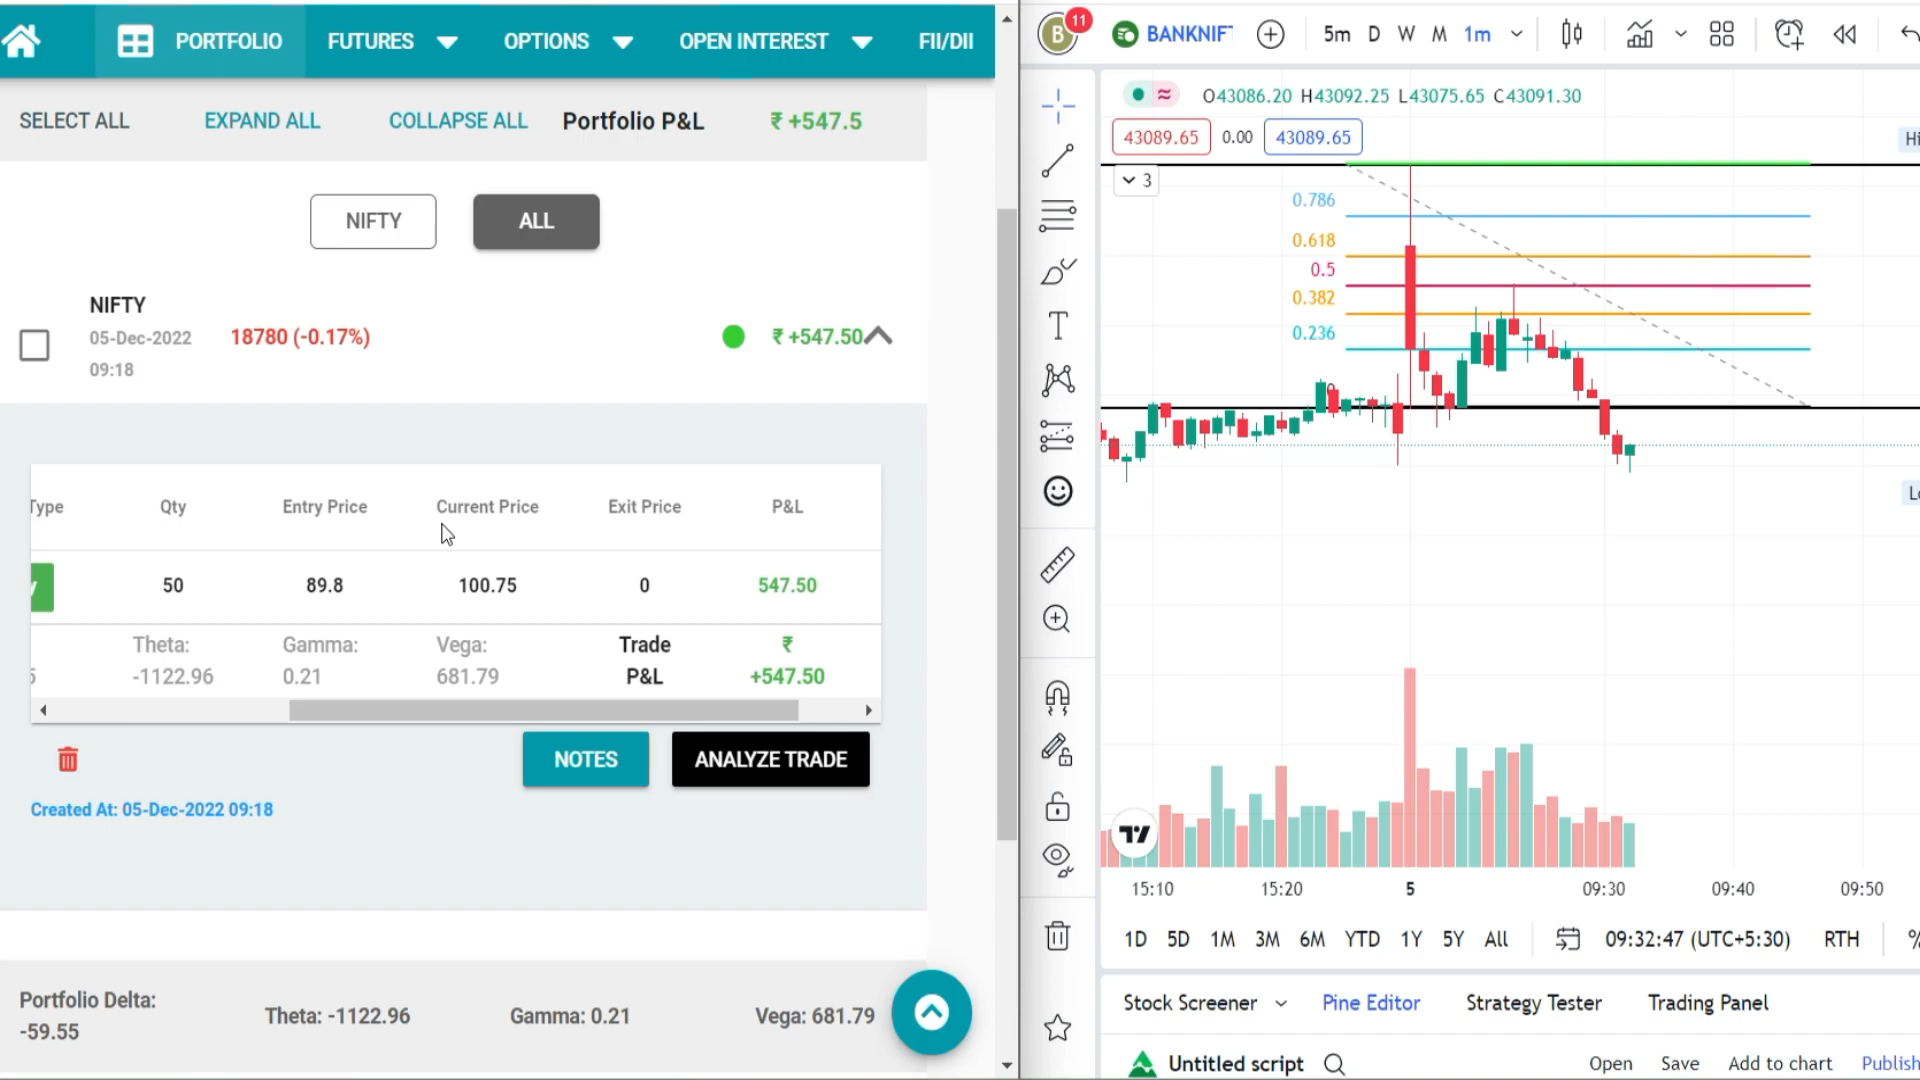 PORTFOLIO
FUTURES
OPTIONS
OPEN INTEREST
FII/DII
SELECT ALL
EXPAND ALL
COLLAPSE ALL
Portfolio P&L
₹ +547.5
NIFTY
ALL
NIFTY
05-Dec-2022
09:18
18780 (-0.17%)
₹ +547.50
Type
Qty
Entry Price
Current Price
Exit Price
P&L
50
89.8
100.75
0
547.50
Theta:
-1122.96
Gamma:
0.21
Vega:
681.79
Trade
P&L
₹
+547.50
NOTES
ANALYZE TRADE
Created At: 05-Dec-2022 09:18
Portfolio Delta:
-59.55
Theta: -1122.96
Gamma: 0.21
Vega: 681.79
B
11
BANKNIF
5m D W M 1m
O43086.20 H43092.25 L43075.65 C43091.30
43089.65
0.00
43089.65
3
0.786
0.618
0.5
0.382
0.236
0
15:10
15:20
5
09:30
09:40
09:50
1D 5D 1M 3M 6M YTD 1Y 5Y All
09:32:47 (UTC+5:30)
RTH
%
Stock Screener
Pine Editor
Strategy Tester
Trading Panel
Untitled script
Open
Save
Add to chart
Publish